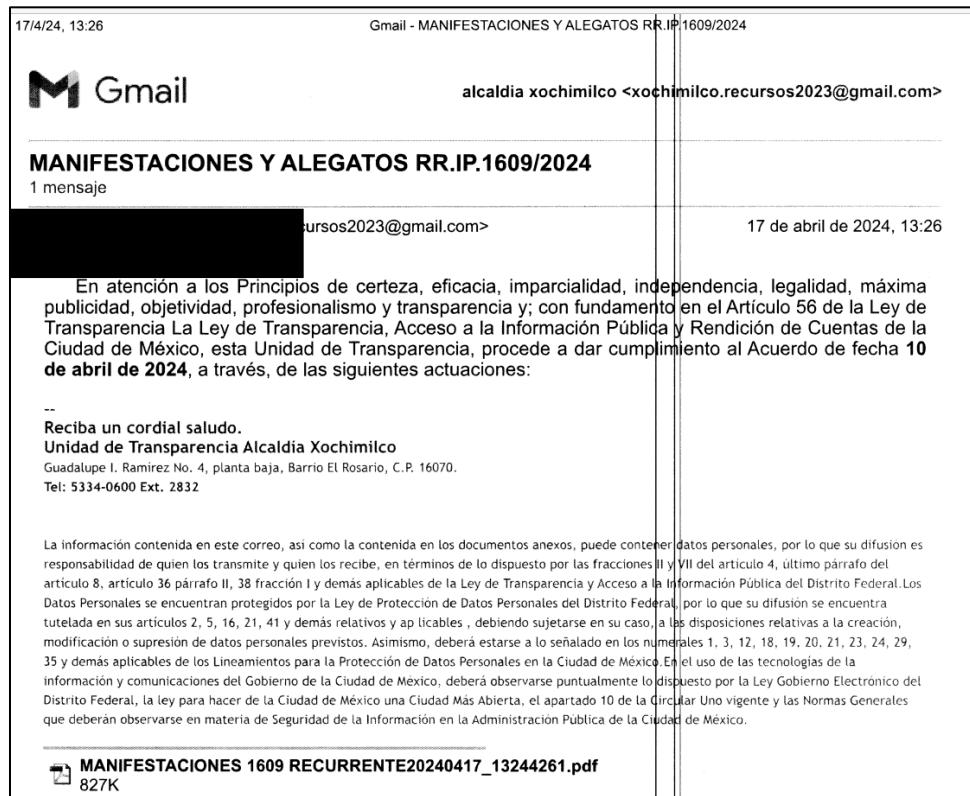 17/4/24, 13:26 Gmail - MANIFESTACIONES Y ALEGATOS RR.IP.1609/2024
Gmail alcaldia xochimilco <xochimilco.recursos2023@gmail.com>
MANIFESTACIONES Y ALEGATOS RR.IP.1609/2024
1 mensaje
ursos2023@gmail.com> 17 de abril de 2024, 13:26
En atención a los Principios de certeza, eficacia, imparcialidad, independencia, legalidad, máxima
publicidad, objetividad, profesionalismo y transparencia y; con fundamento en el Artículo 56 de la Ley de
Transparencia La Ley de Transparencia, Acceso a la Información Pública y Rendición de Cuentas de la
Ciudad de México, esta Unidad de Transparencia, procede a dar cumplimiento al Acuerdo de fecha 10
de abril de 2024, a través, de las siguientes actuaciones:
--
Reciba un cordial saludo.
Unidad de Transparencia Alcaldía Xochimilco
Guadalupe I. Ramirez No. 4, planta baja, Barrio El Rosario, C.P. 16070.
Tel: 5334-0600 Ext. 2832
La información contenida en este correo, así como la contenida en los documentos anexos, puede contener datos personales, por lo que su difusión es
responsabilidad de quien los transmite y quien los recibe, en términos de lo dispuesto por las fracciones II y VII del articulo 4, último párrafo del
artículo 8, artículo 36 párrafo II, 38 fracción I y demás aplicables de la Ley de Transparencia y Acceso a la Información Pública del Distrito Federal.Los
Datos Personales se encuentran protegidos por la Ley de Protección de Datos Personales del Distrito Federal, por lo que su difusión se encuentra
tutelada en sus artículos 2, 5, 16, 21, 41 y demás relativos y ap licables , debiendo sujetarse en su caso, a las disposiciones relativas a la creación,
modificación o supresión de datos personales previstos. Asimismo, deberá estarse a lo señalado en los numerales 1, 3, 12, 18, 19, 20, 21, 23, 24, 29,
35 y demás aplicables de los Lineamientos para la Protección de Datos Personales en la Ciudad de México.En el uso de las tecnologías de la
información y comunicaciones del Gobierno de la Ciudad de México, deberá observarse puntualmente lo dispuesto por la Ley Gobierno Electrónico del
Distrito Federal, la ley para hacer de la Ciudad de México una Ciudad Más Abierta, el apartado 10 de la Circular Uno vigente y las Normas Generales
que deberán observarse en materia de Seguridad de la Información en la Administración Pública de la Ciudad de México.
MANIFESTACIONES 1609 RECURRENTE20240417_13244261.pdf
827K